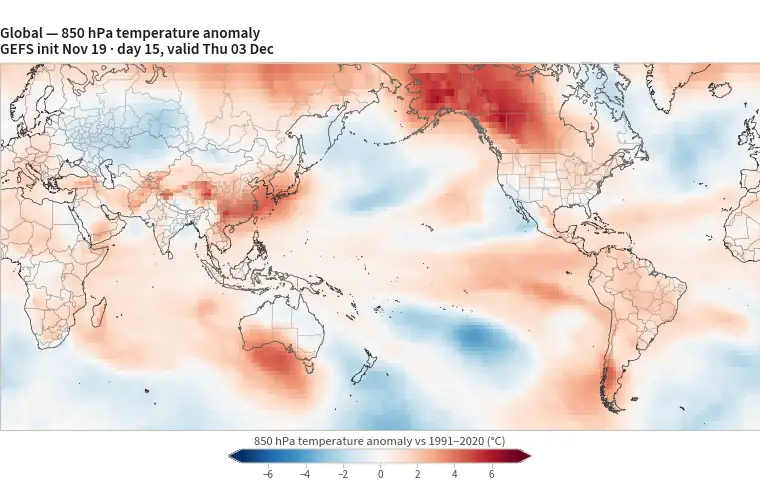 Global — 850 hPa temperature anomaly
GEFS init Nov 19 · day 15, valid Thu 03 Dec
850 hPa temperature anomaly vs 1991–2020 (°C)
−6 −4 −2 0 2 4 6